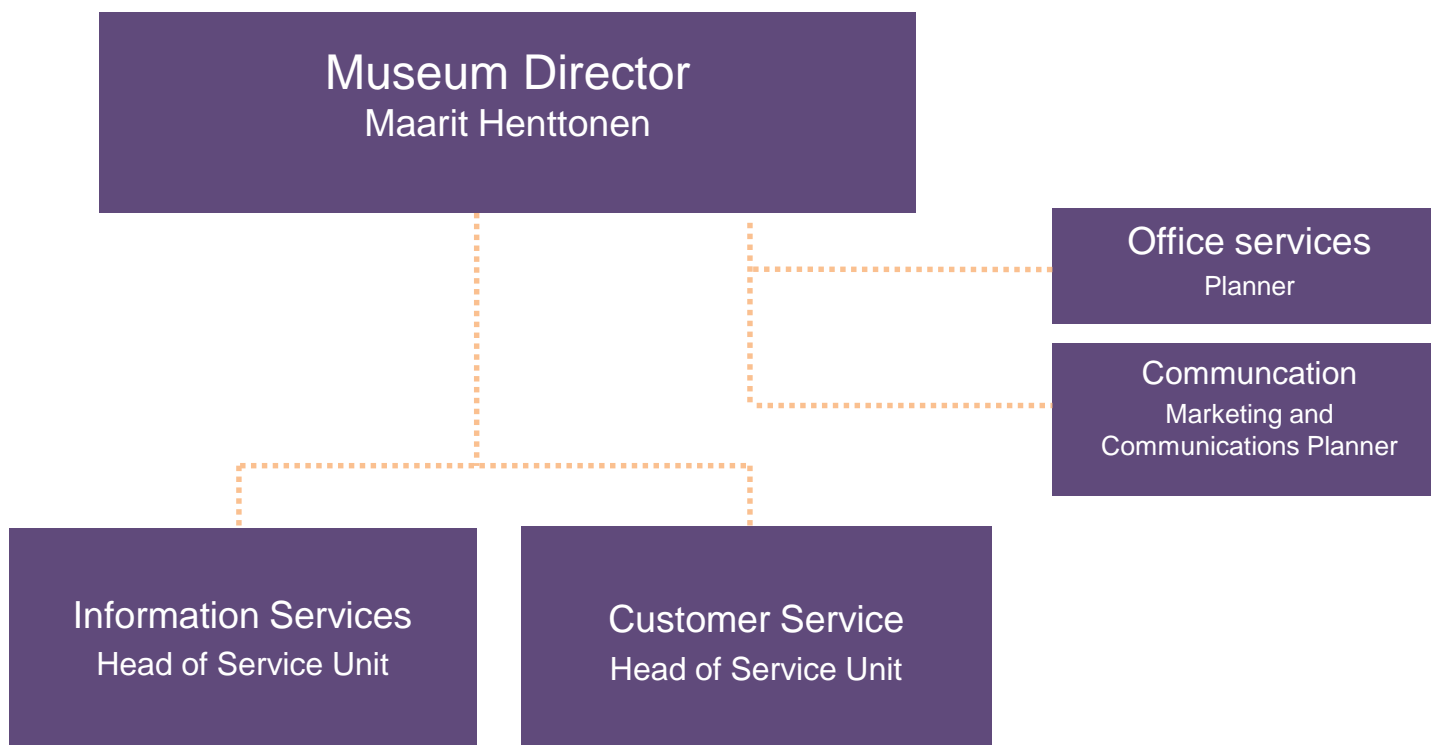 Museum Director
Maarit Henttonen
Office services
Planner
Communcation
Marketing and
Communications Planner
Information Services
Head of Service Unit
Customer Service
Head of Service Unit